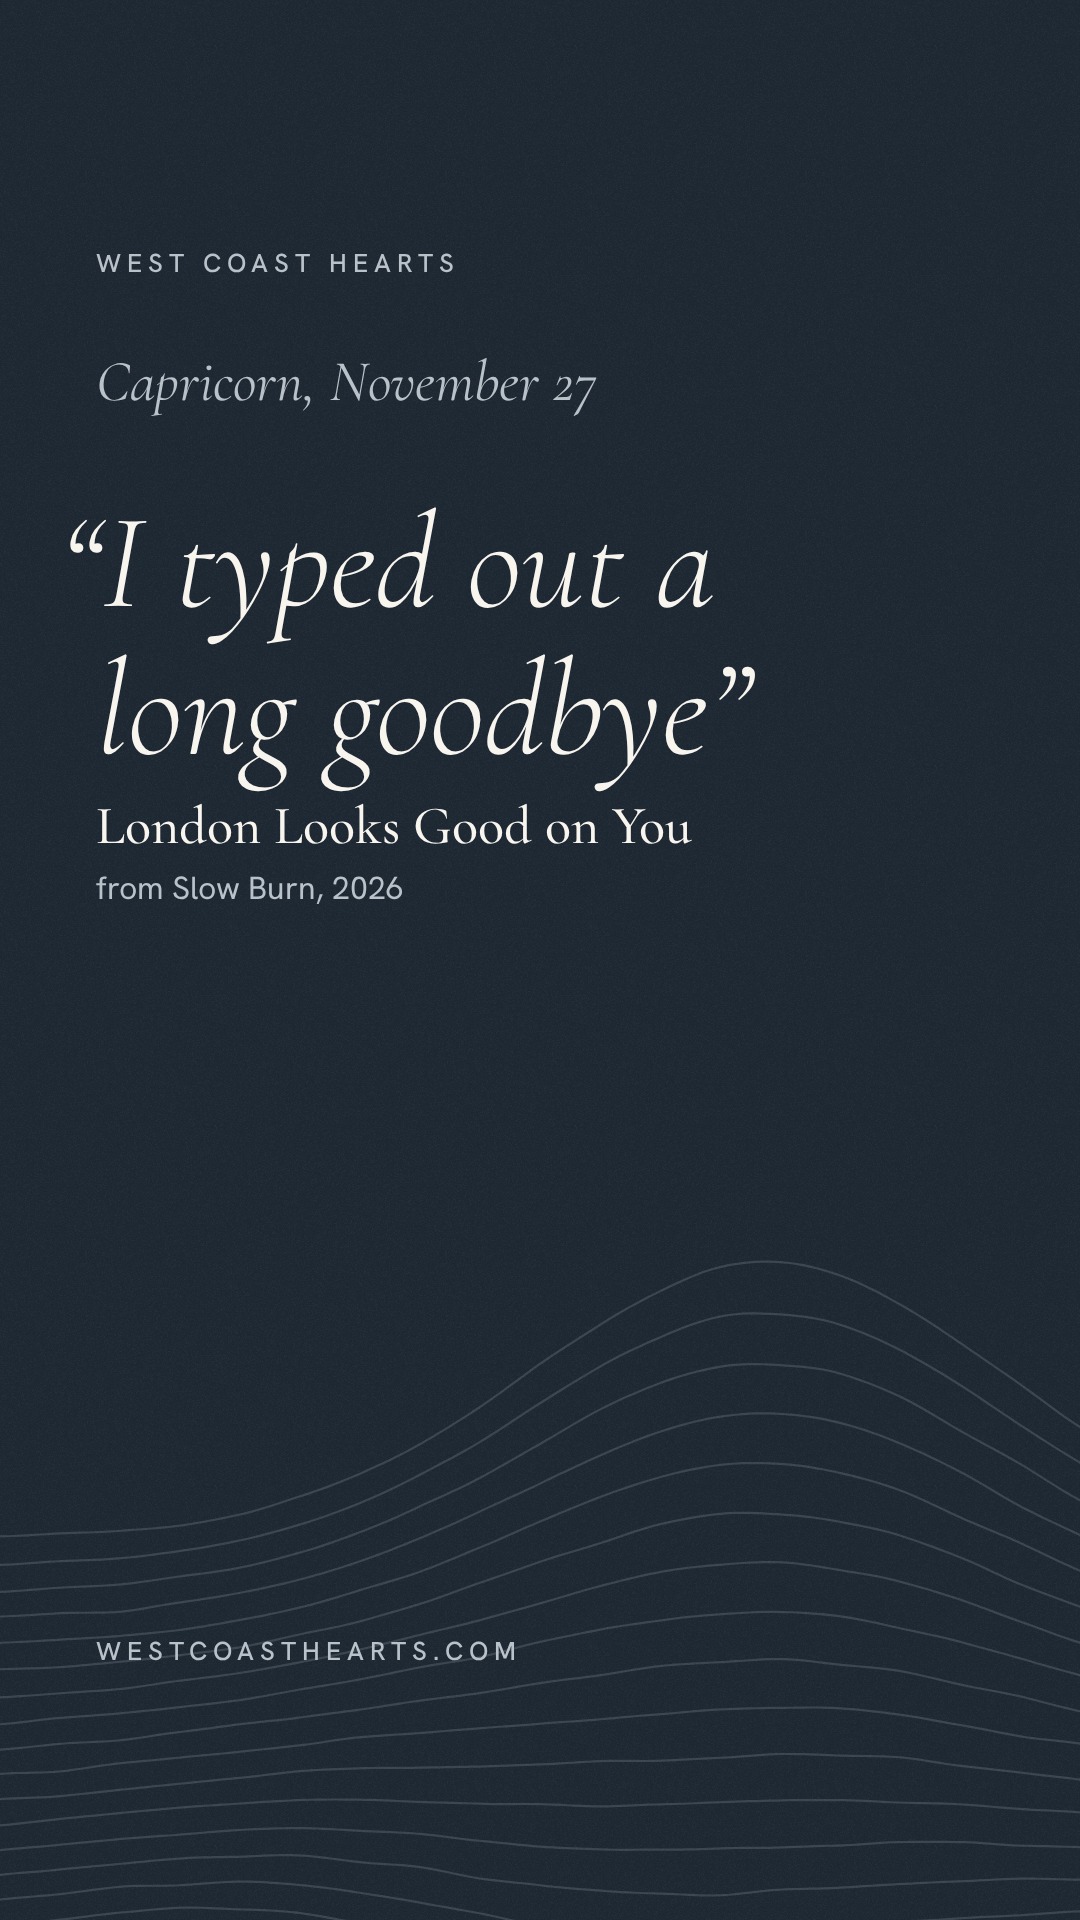 WEST COAST HEARTS
Capricorn, November 27
“I typed out a
long goodbye”
London Looks Good on You
from Slow Burn, 2026
WESTCOASTHEARTS.COM